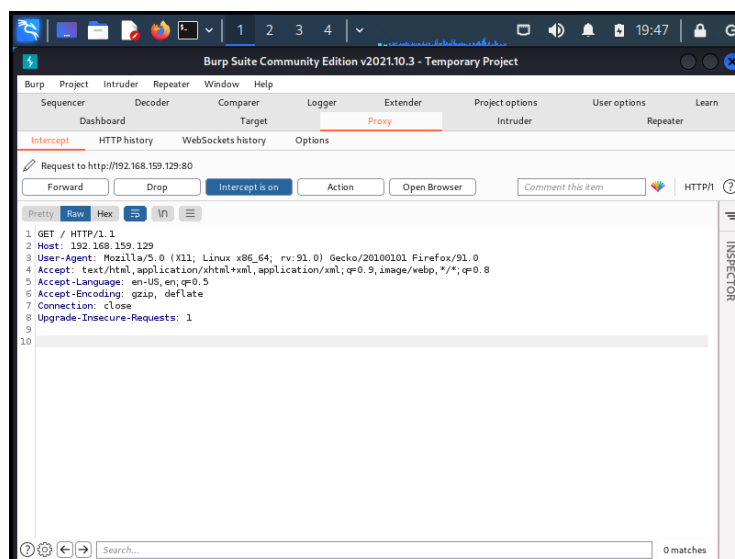 1 2 3 4 19:47
Burp Suite Community Edition v2021.10.3 - Temporary Project
Burp Project Intruder Repeater Window Help
Sequencer Decoder Comparer Logger Extender Project options User options Learn
Dashboard Target Proxy Intruder Repeater
Intercept HTTP history WebSockets history Options
Request to http://192.168.159.129:80
Forward Drop Intercept is on Action Open Browser Comment this item HTTP/1 ?
Pretty Raw Hex \n
1 GET / HTTP/1.1
2 Host: 192.168.159.129
3 User-Agent: Mozilla/5.0 (X11; Linux x86_64; rv:91.0) Gecko/20100101 Firefox/91.0
4 Accept: text/html,application/xhtml+xml,application/xml;q=0.9,image/webp,*/*;q=0.8
5 Accept-Language: en-US,en;q=0.5
6 Accept-Encoding: gzip, deflate
7 Connection: close
8 Upgrade-Insecure-Requests: 1
9
10
INSPECTOR
? Search... 0 matches